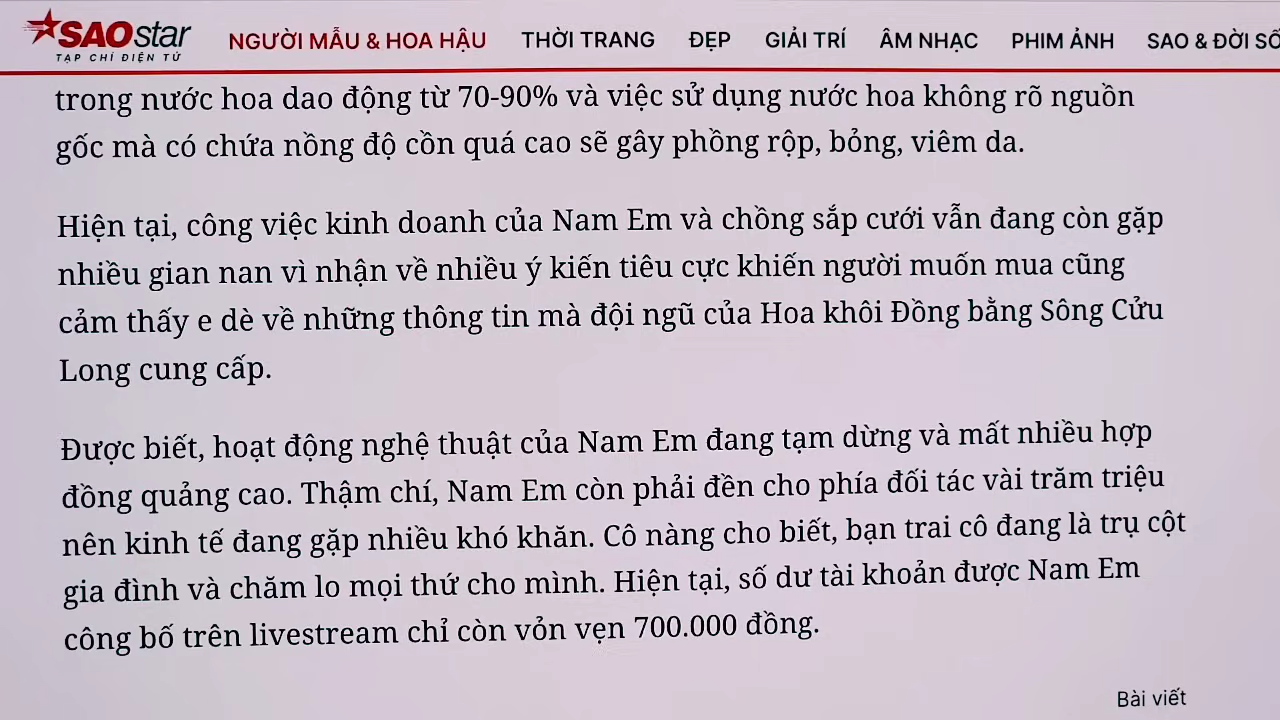 SAOstar
TẠP CHÍ ĐIỆN TỬ
NGƯỜI MẪU & HOA HẬU THỜI TRANG ĐẸP GIẢI TRÍ ÂM NHẠC PHIM ẢNH SAO & ĐỜI SỐ
trong nước hoa dao động từ 70-90% và việc sử dụng nước hoa không rõ nguồn
gốc mà có chứa nồng độ cồn quá cao sẽ gây phồng rộp, bỏng, viêm da.
Hiện tại, công việc kinh doanh của Nam Em và chồng sắp cưới vẫn đang còn gặp
nhiều gian nan vì nhận về nhiều ý kiến tiêu cực khiến người muốn mua cũng
cảm thấy e dè về những thông tin mà đội ngũ của Hoa khôi Đồng bằng Sông Cửu
Long cung cấp.
Được biết, hoạt động nghệ thuật của Nam Em đang tạm dừng và mất nhiều hợp
đồng quảng cao. Thậm chí, Nam Em còn phải đền cho phía đối tác vài trăm triệu
nên kinh tế đang gặp nhiều khó khăn. Cô nàng cho biết, bạn trai cô đang là trụ cột
gia đình và chăm lo mọi thứ cho mình. Hiện tại, số dư tài khoản được Nam Em
công bố trên livestream chỉ còn vỏn vẹn 700.000 đồng.
Bài viết